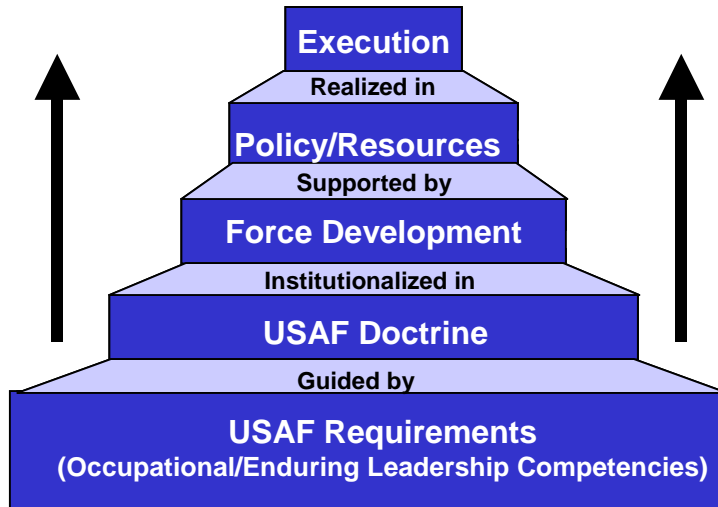 Execution
Realized in
Policy/Resources
Supported by
Force Development
Institutionalized in
USAF Doctrine
Guided by
USAF Requirements
(Occupational/Enduring Leadership Competencies)